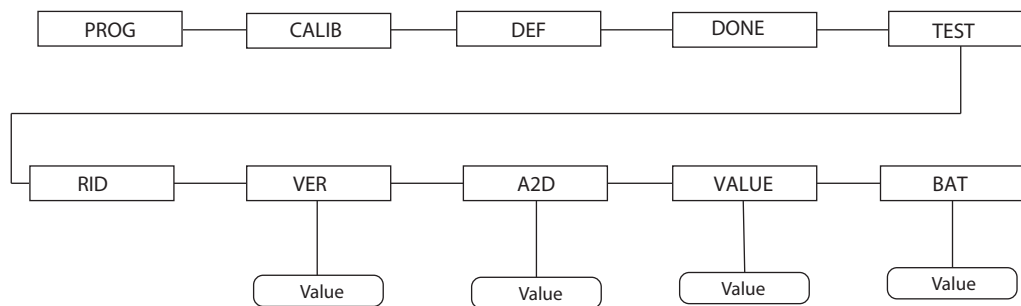 PROG CALIB DEF DONE TEST
RID VER A2D VALUE BAT
Value Value Value Value